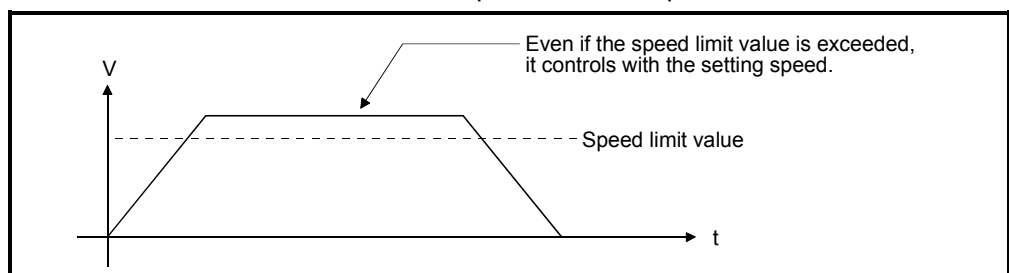 Even if the speed limit value is exceeded,
it controls with the setting speed.
V
Speed limit value
t